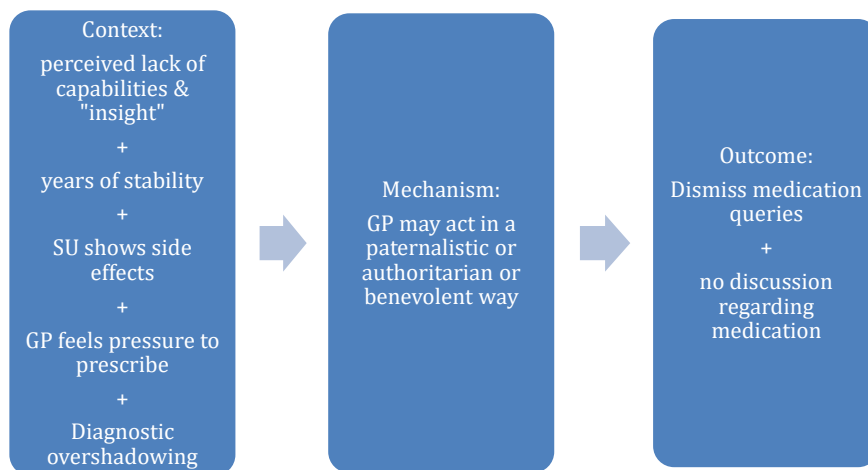 Context:
perceived lack of
capabilities &
"insight"
+
years of stability
+
SU shows side
effects
+
GP feels pressure to
prescribe
+
Diagnostic
overshadowing
Mechanism:
GP may act in a
paternalistic or
authoritarian or
benevolent way
Outcome:
Dismiss medication
queries
+
no discussion
regarding
medication